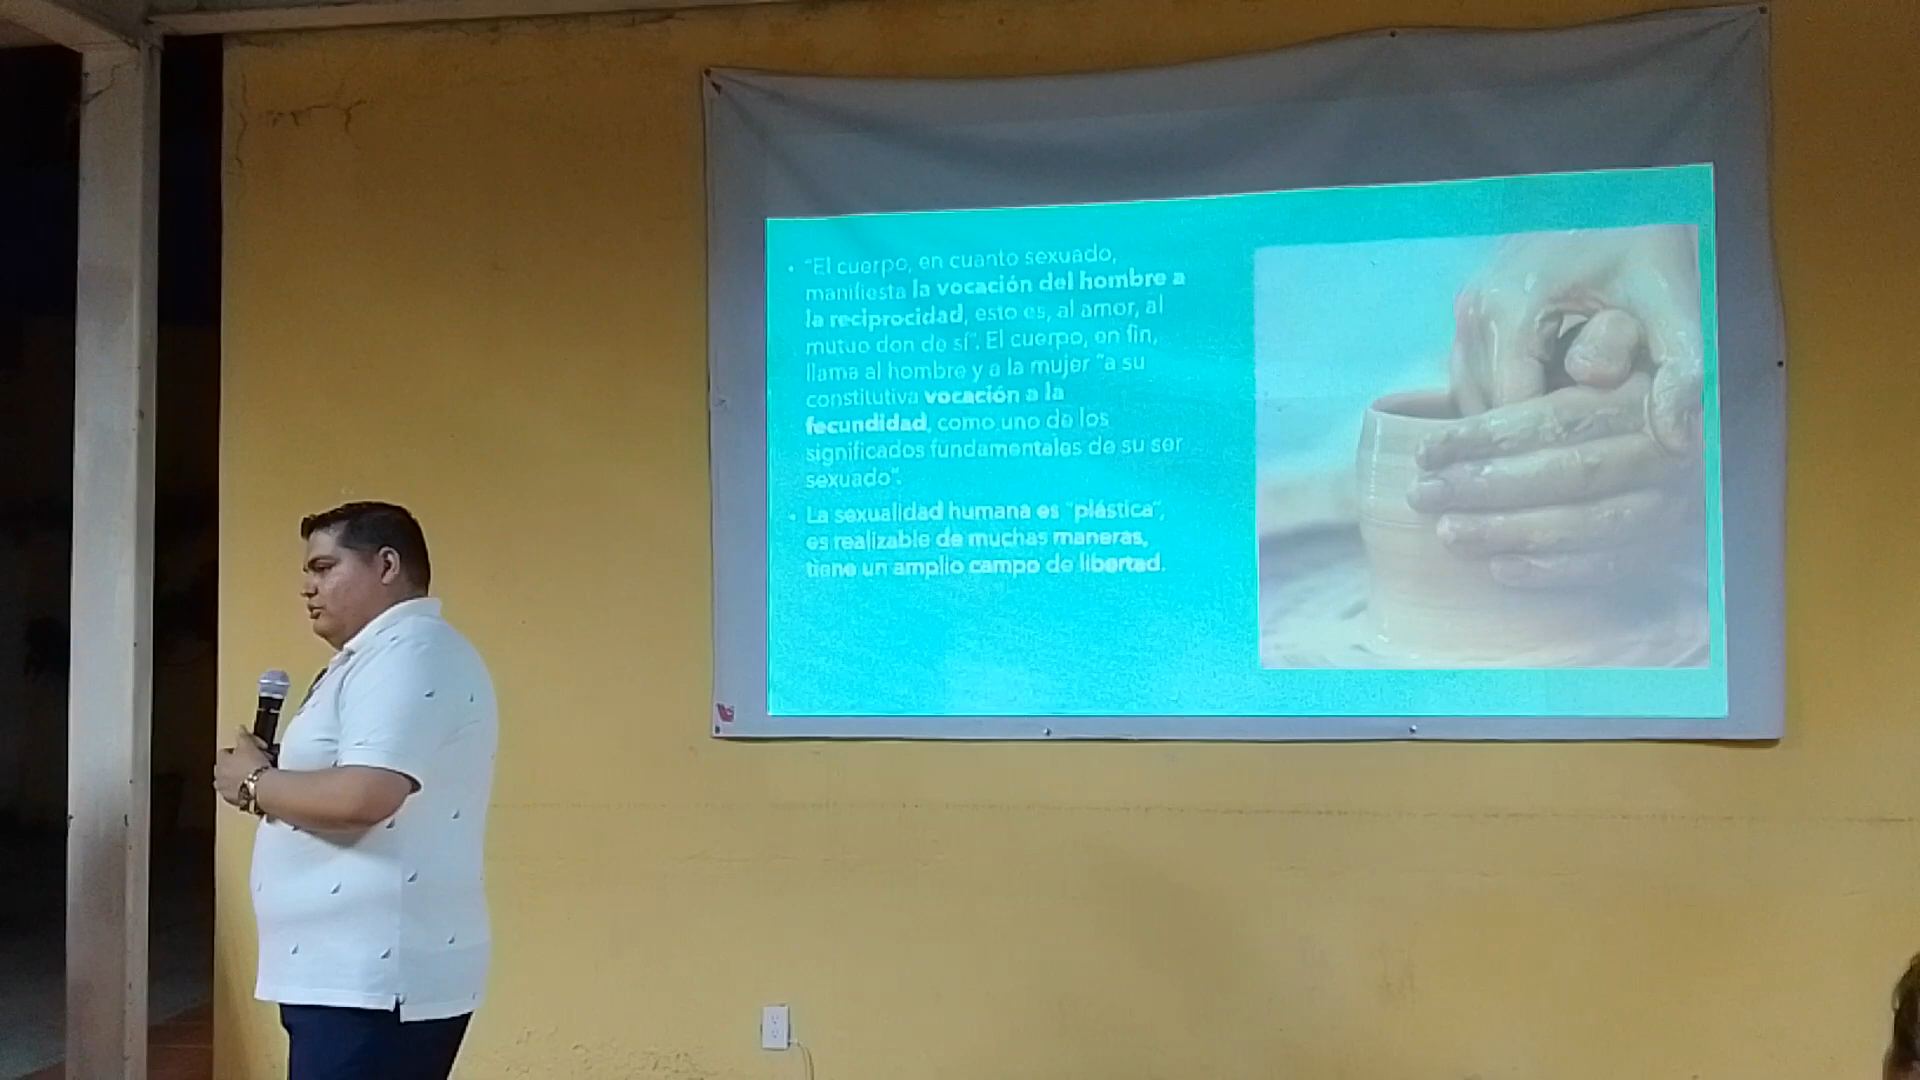 • “El cuerpo, en cuanto sexuado,
manifiesta la vocación del hombre a
la reciprocidad, esto es, al amor, al
mutuo don de sí”. El cuerpo, en fin,
llama al hombre y a la mujer “a su
constitutiva vocación a la
fecundidad, como uno de los
significados fundamentales de su ser
sexuado”.
• La sexualidad humana es “plástica”,
es realizable de muchas maneras,
tiene un amplio campo de libertad.